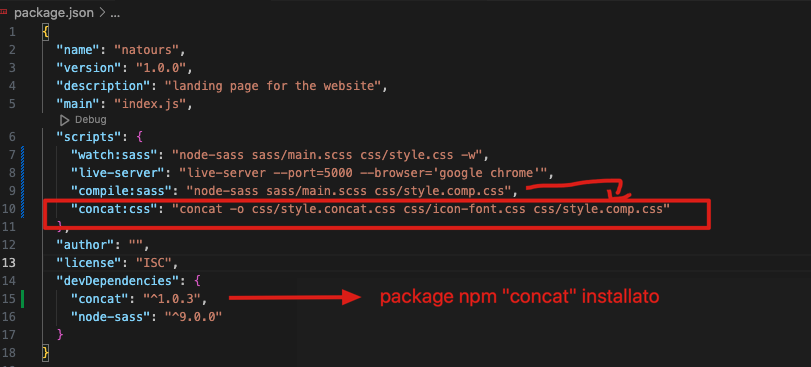 package.json > ...
1 {
2 "name": "natours",
3 "version": "1.0.0",
4 "description": "landing page for the website",
5 "main": "index.js",
Debug
6 "scripts": {
7 "watch:sass": "node-sass sass/main.scss css/style.css -w",
8 "live-server": "live-server --port=5000 --browser='google chrome'",
9 "compile:sass": "node-sass sass/main.scss css/style.comp.css",
10 "concat:css": "concat -o css/style.concat.css css/icon-font.css css/style.comp.css"
11 },
12 "author": "",
13 "license": "ISC",
14 "devDependencies": {
15 "concat": "^1.0.3", package npm "concat" installato
16 "node-sass": "^9.0.0"
17 }
18 }